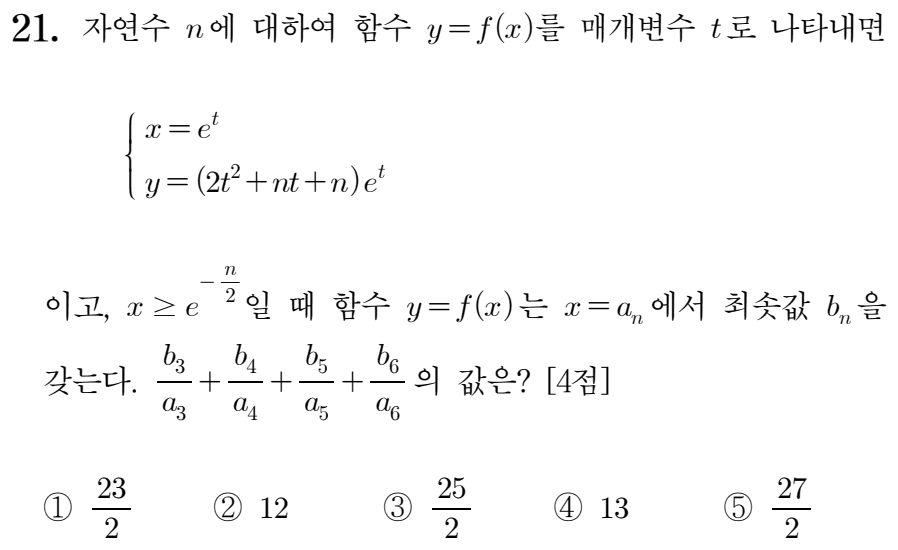 21. 자연수 n에 대하여 함수 y=f(x)를 매개변수 t로 나타내면
{ x=e^t
y=(2t^2+nt+n)e^t
이고, x≥e^{-n/2}일 때 함수 y=f(x)는 x=a_n에서 최솟값 b_n을
갖는다. b_3/a_3+b_4/a_4+b_5/a_5+b_6/a_6의 값은? [4점]
① 23/2 ② 12 ③ 25/2 ④ 13 ⑤ 27/2